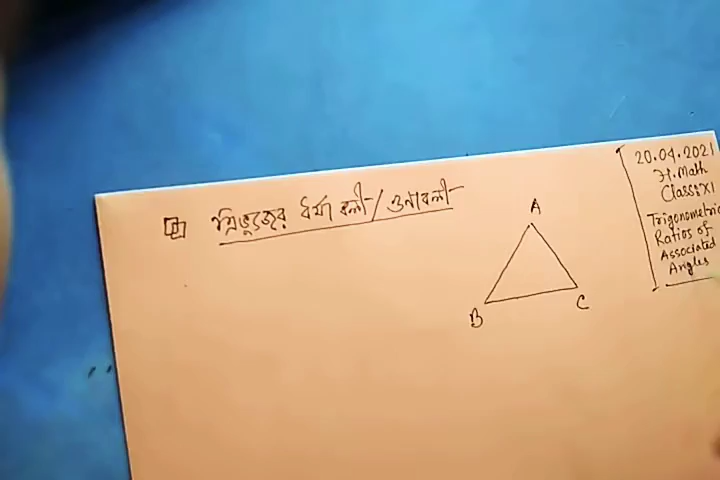 ত্রিভুজের ধর্মাবলী/গুনাবলী
A
B
C
20.04.2021
H.Math
Class:XI
Trigonometric
Ratios of
Associated
Angles